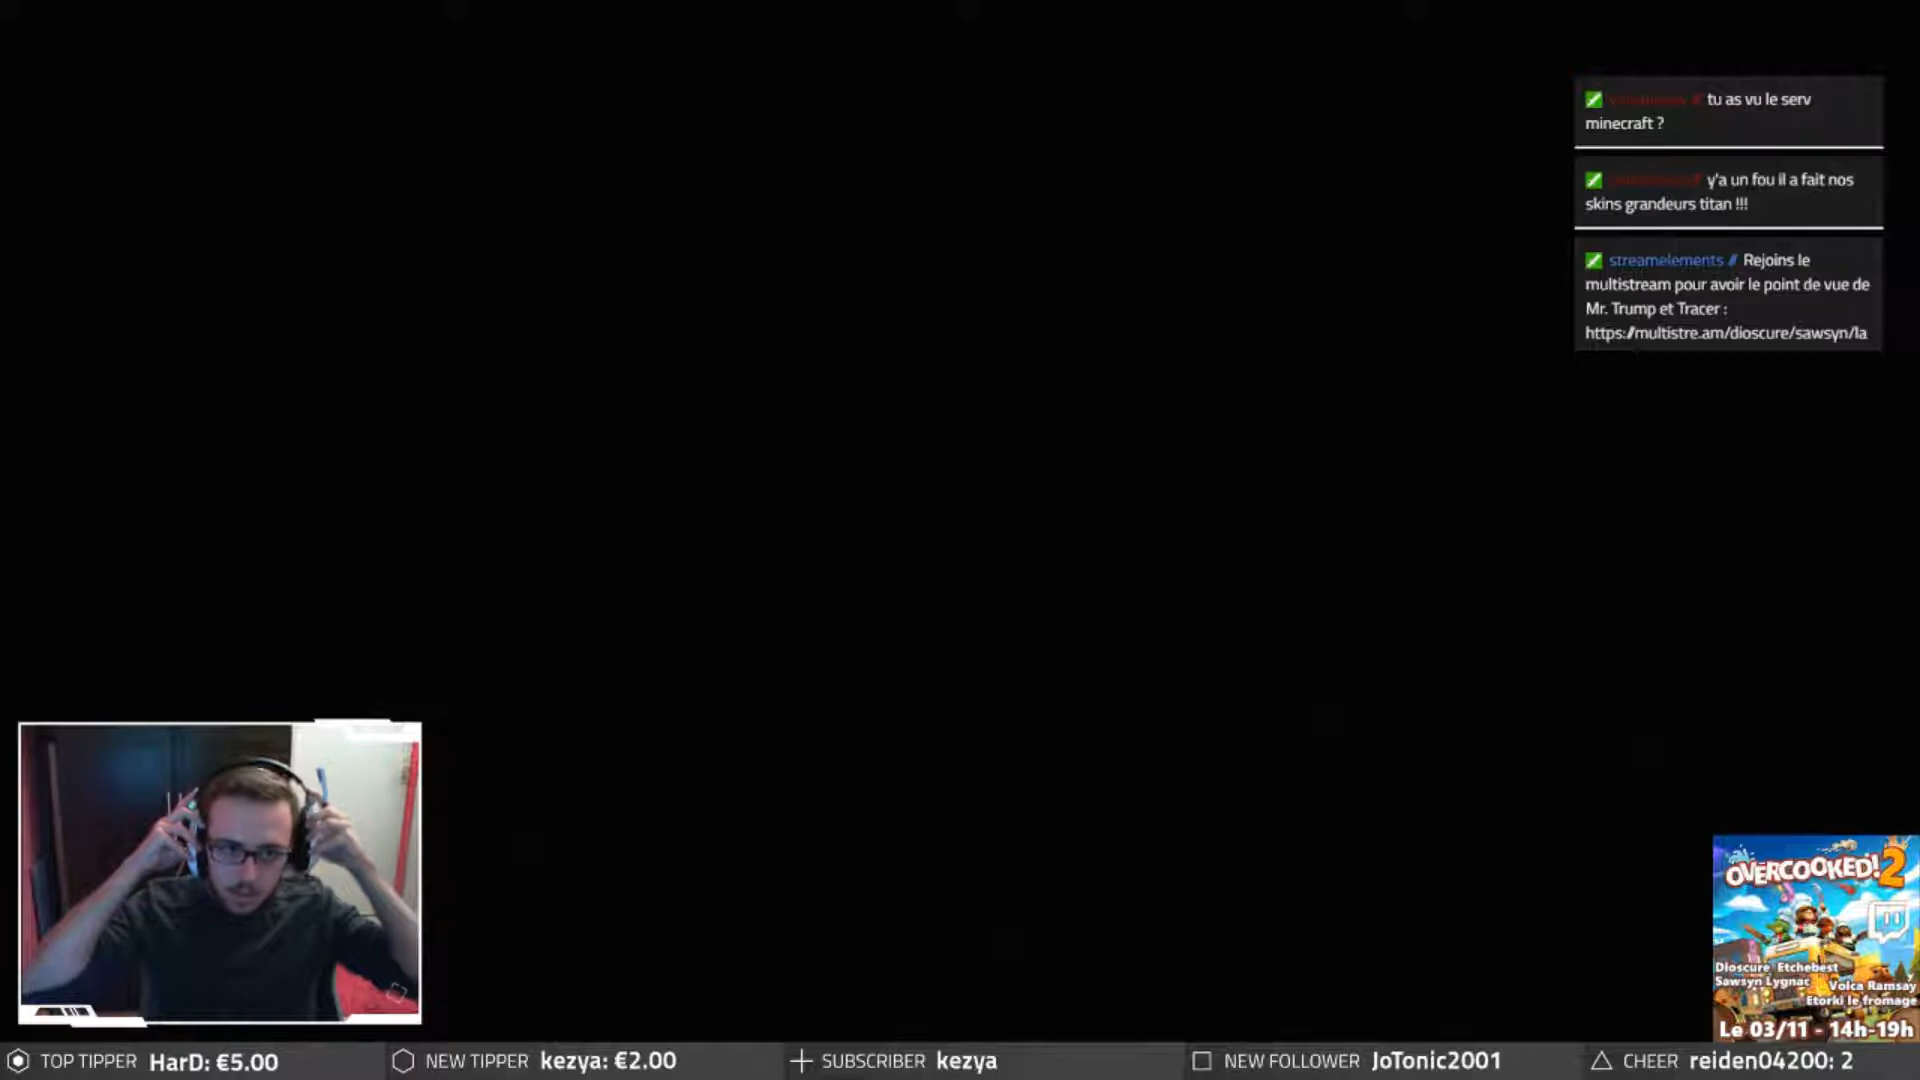 tu as vu le serv
minecraft ?
y'a un fou il a fait nos
skins grandeurs titan !!!
streamelements // Rejoins le
multistream pour avoir le point de vue de
Mr. Trump et Tracer :
https://multistre.am/dioscure/sawsyn/la
OVERCOOKED! 2
Dioscure Etchebest
Sawsyn Lygnac
Volca Ramsay
Etorki le fromage
Le 03/11 - 14h-19h
TOP TIPPER HarD: €5.00 NEW TIPPER kezya: €2.00 SUBSCRIBER kezya NEW FOLLOWER JoTonic2001 CHEER reiden04200: 2